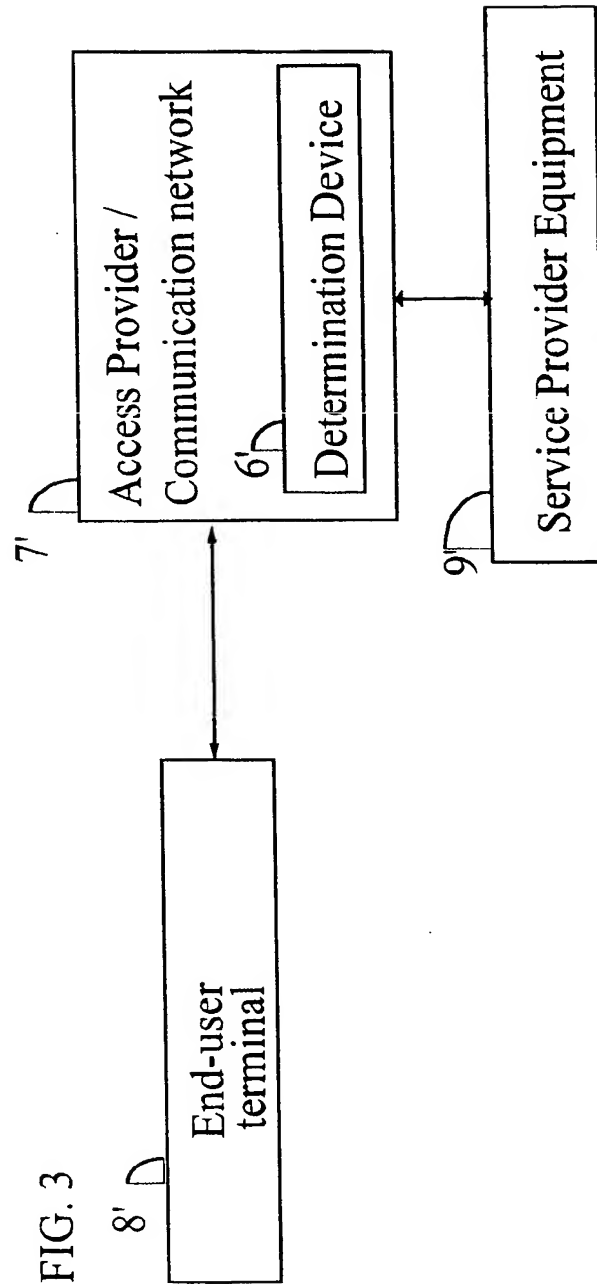 FIG. 3
8'
End-user
terminal
7'
Access Provider /
Communication network
6'
Determination Device
9'
Service Provider Equipment